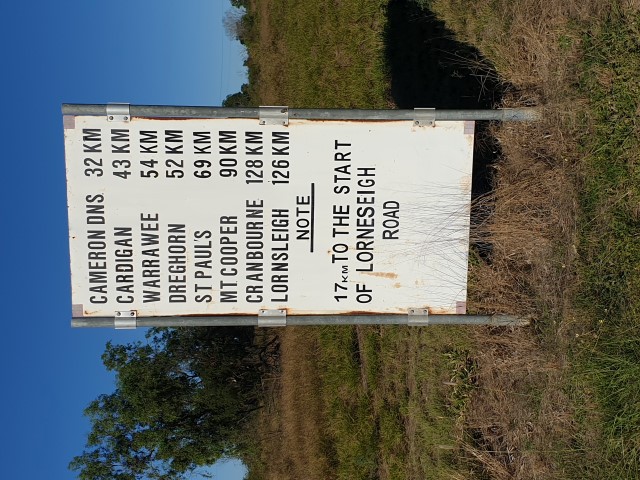 CAMERON DNS 32 KM
CARDIGAN 43 KM
WARRAWEE 54 KM
DREGHORN 52 KM
ST PAUL'S 69 KM
MT COOPER 90 KM
CRANBOURNE 128 KM
LORNSLEIGH 126 KM
NOTE
17KM TO THE START
OF LORNESEIGH
ROAD